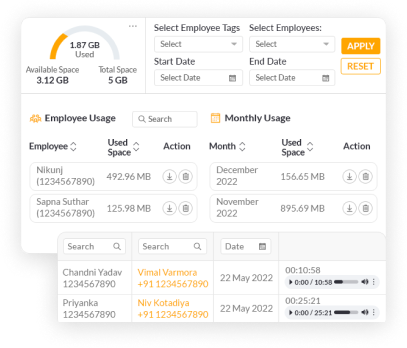 1.87 GB
Used
Available Space
3.12 GB
Total Space
5 GB
Select Employee Tags
Select
Select Employees:
Select
Start Date
Select Date
End Date
Select Date
APPLY
RESET
Employee Usage
Search
Employee
Used Space
Action
Nikunj
(1234567890)
492.96 MB
Sapna Suthar
(1234567890)
125.98 MB
Monthly Usage
Month
Used Space
Action
December
2022
156.65 MB
November
2022
895.69 MB
Search
Search
Date
Chandni Yadav
1234567890
Vimal Varmora
+91 1234567890
22 May 2022
00:10:58
0:00 / 10:58
Priyanka
1234567890
Niv Kotadiya
+91 1234567890
22 May 2022
00:25:21
0:00 / 25:21